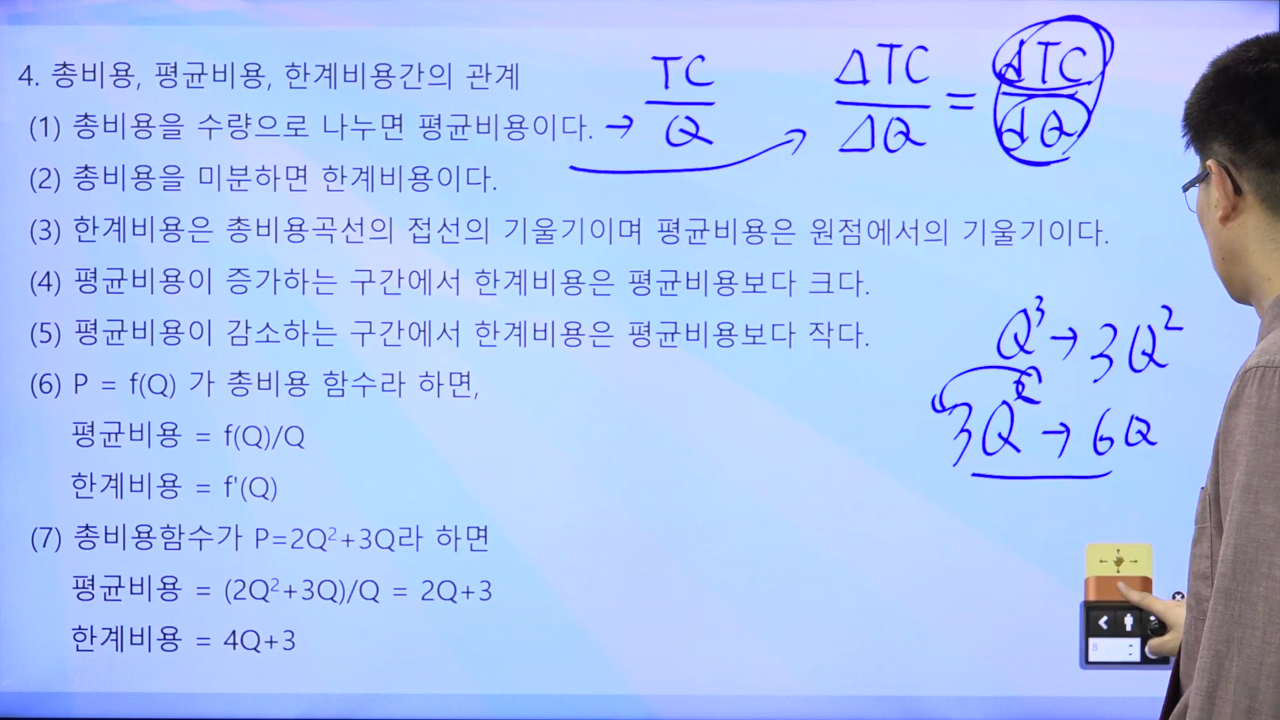 4. 총비용, 평균비용, 한계비용간의 관계
(1) 총비용을 수량으로 나누면 평균비용이다. → TC/Q
ΔTC/ΔQ = dTC/dQ
(2) 총비용을 미분하면 한계비용이다.
(3) 한계비용은 총비용곡선의 접선의 기울기이며 평균비용은 원점에서의 기울기이다.
(4) 평균비용이 증가하는 구간에서 한계비용은 평균비용보다 크다.
(5) 평균비용이 감소하는 구간에서 한계비용은 평균비용보다 작다.
Q³ → 3Q²
(6) P = f(Q) 가 총비용 함수라 하면,
평균비용 = f(Q)/Q
3Q² → 6Q
한계비용 = f'(Q)
(7) 총비용함수가 P=2Q²+3Q라 하면
평균비용 = (2Q²+3Q)/Q = 2Q+3
한계비용 = 4Q+3
8